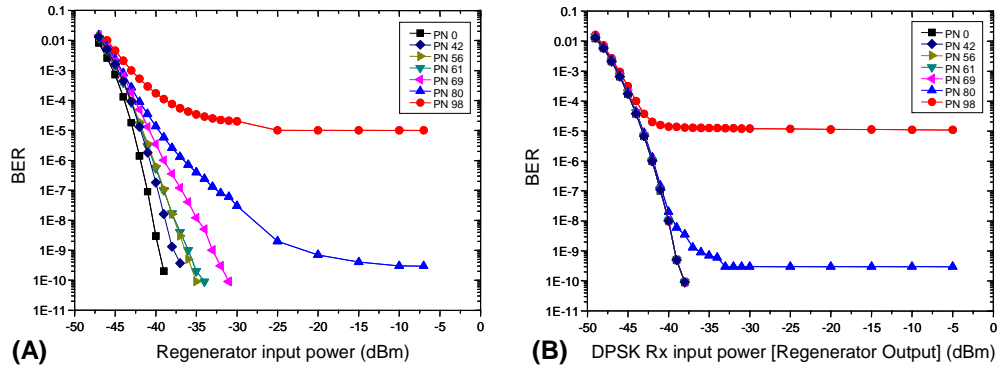 0.1
0.01
1E-3
1E-4
1E-5
1E-6
1E-7
1E-8
1E-9
1E-10
1E-11
BER
-50 -45 -40 -35 -30 -25 -20 -15 -10 -5 0
Regenerator input power (dBm)
PN 0
PN 42
PN 56
PN 61
PN 69
PN 80
PN 98
(A)
0.1
0.01
1E-3
1E-4
1E-5
1E-6
1E-7
1E-8
1E-9
1E-10
1E-11
BER
-50 -45 -40 -35 -30 -25 -20 -15 -10 -5 0
DPSK Rx input power [Regenerator Output] (dBm)
PN 0
PN 42
PN 56
PN 61
PN 69
PN 80
PN 98
(B)